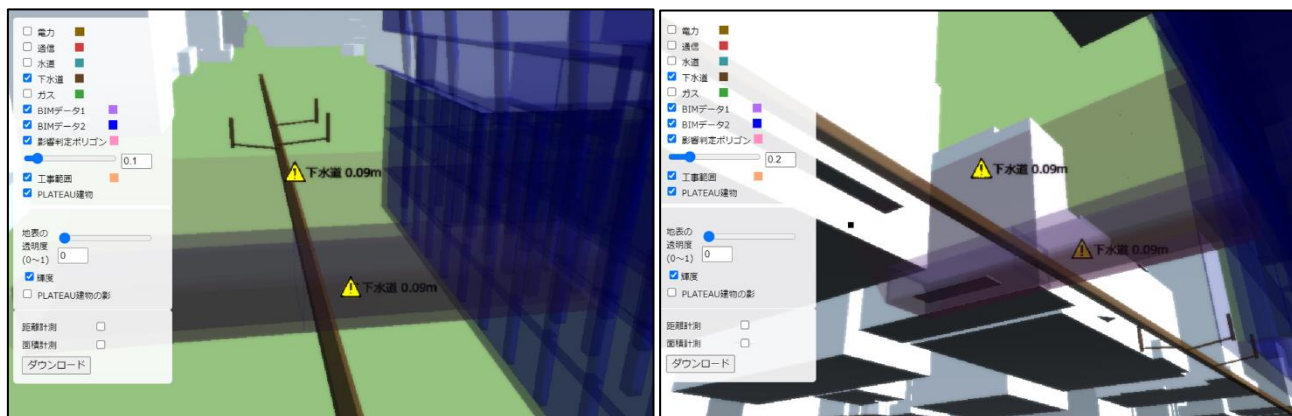 電力
通信
水道
下水道
ガス
BIMデータ1
BIMデータ2
影響判定ポリゴン
0.1
工事範囲
PLATEAU建物
地表の
透明度
(0~1)
0
輝度
PLATEAU建物の影
距離計測
面積計測
ダウンロード
下水道 0.09m
下水道 0.09m
電力
通信
水道
下水道
ガス
BIMデータ1
BIMデータ2
影響判定ポリゴン
0.2
工事範囲
PLATEAU建物
地表の
透明度
(0~1)
0
輝度
PLATEAU建物の影
距離計測
面積計測
ダウンロード
下水道 0.09m
下水道 0.09m